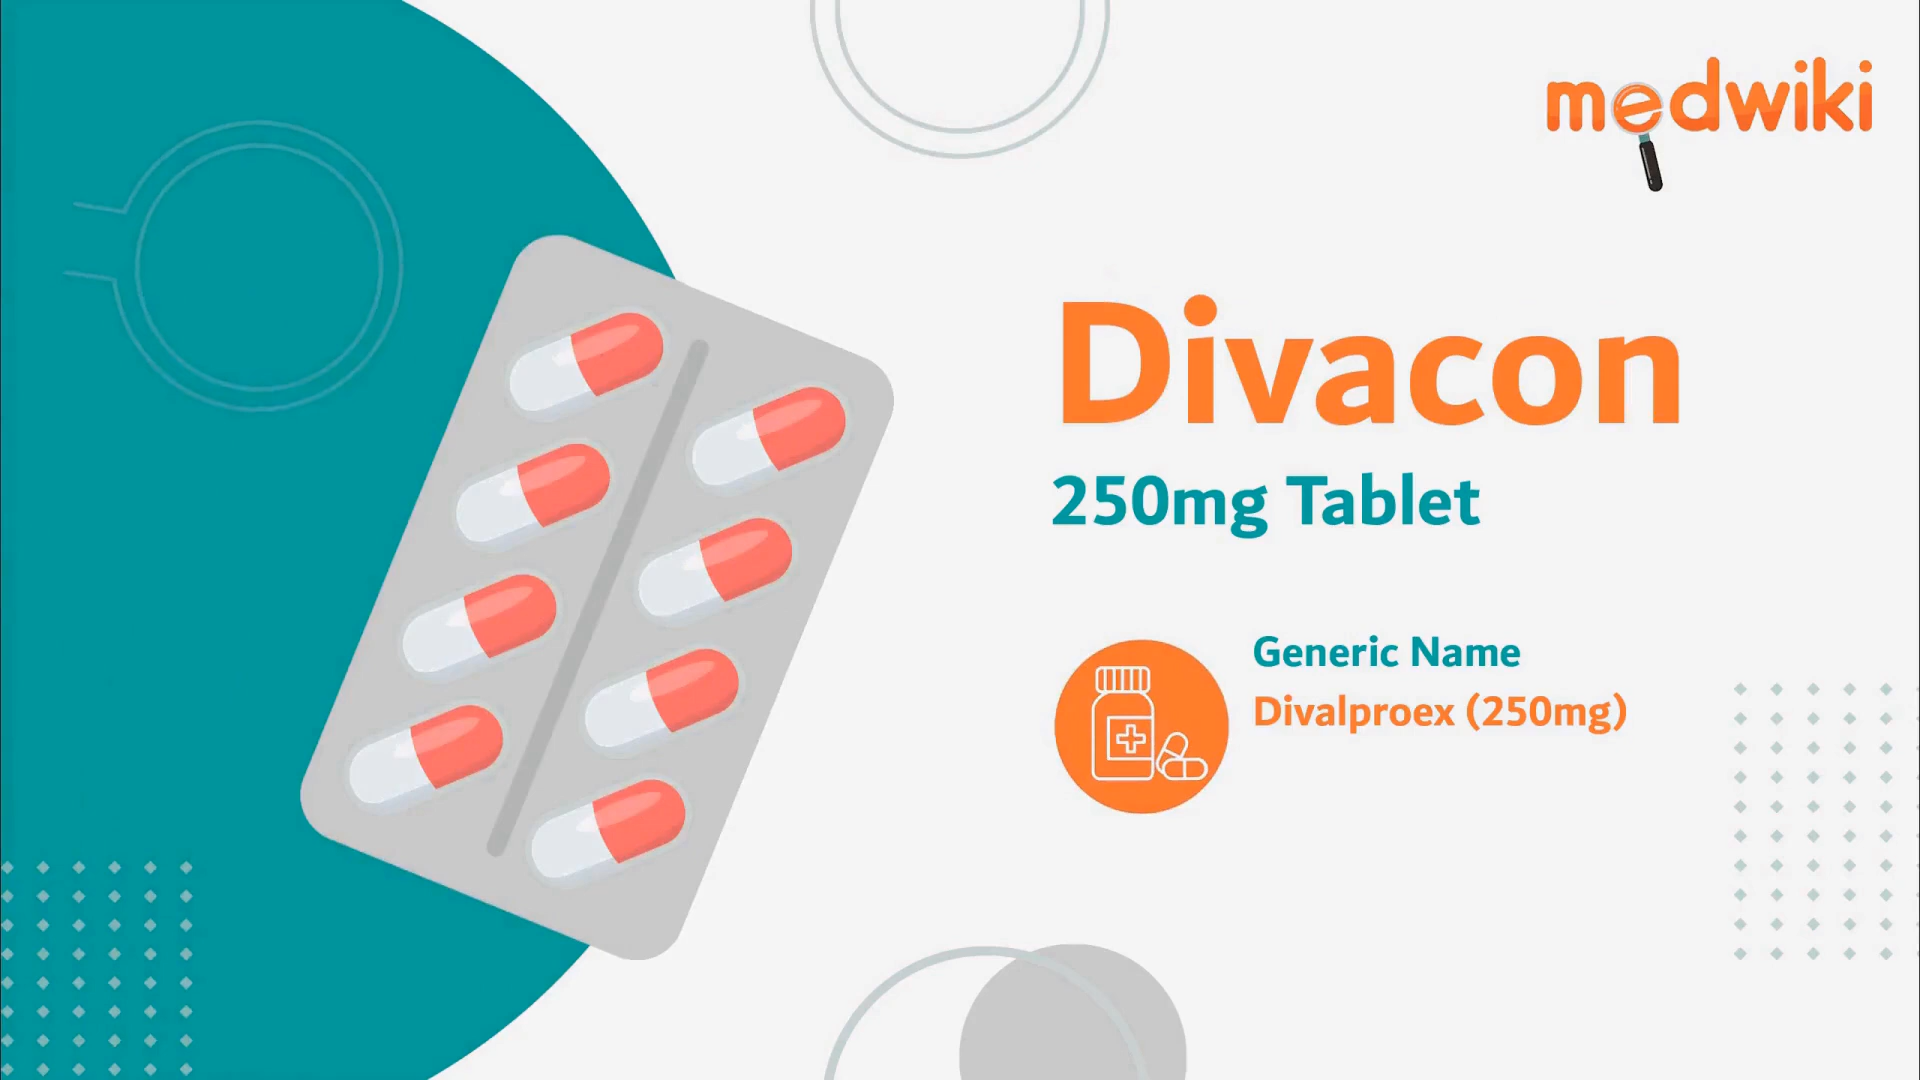 medwiki
Divacon
250mg Tablet
Generic Name
Divalproex (250mg)